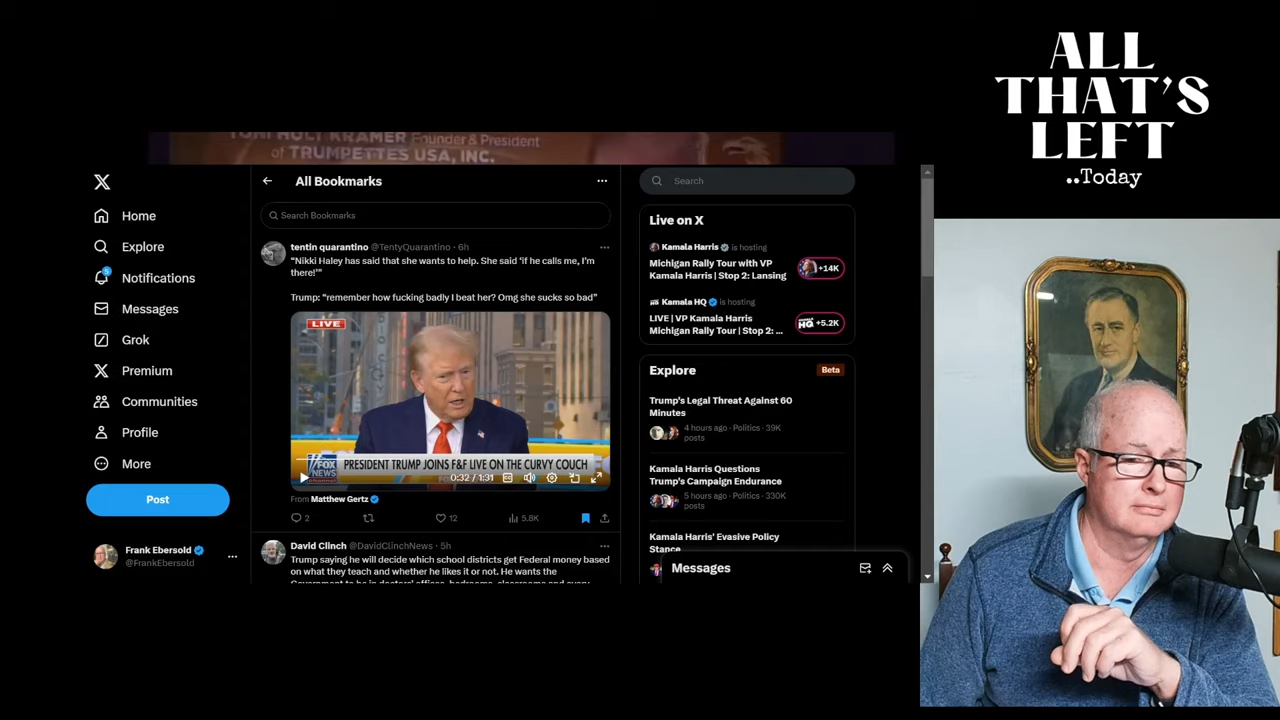 ALL
THAT'S
LEFT
..Today
TONI HOLT KRAMER Founder & President
of TRUMPETTES USA, INC.
All Bookmarks
Search Bookmarks
Home
Explore
Notifications
5
Messages
Grok
Premium
Communities
Profile
More
Post
Frank Ebersold
@FrankEbersold
tentin quarantino @TentyQuarantino · 6h
“Nikki Haley has said that she wants to help. She said ‘if he calls me, I’m
there!’”
Trump: “remember how fucking badly I beat her? Omg she sucks so bad”
LIVE
FOX
NEWS
channel
PRESIDENT TRUMP JOINS F&F LIVE ON THE CURVY COUCH
0:32 / 1:31
From Matthew Gertz
2
12
5.8K
David Clinch @DavidClinchNews · 5h
Trump saying he will decide which school districts get Federal money based
on what they teach and whether he likes it or not. He wants the
Search
Live on X
Kamala Harris is hosting
Michigan Rally Tour with VP
Kamala Harris | Stop 2: Lansing
+14K
Kamala HQ is hosting
LIVE | VP Kamala Harris
Michigan Rally Tour | Stop 2: ...
HQ +5.2K
Explore
Beta
Trump’s Legal Threat Against 60
Minutes
4 hours ago · Politics · 39K
posts
Kamala Harris Questions
Trump’s Campaign Endurance
5 hours ago · Politics · 330K
posts
Kamala Harris’ Evasive Policy
Stance
Messages